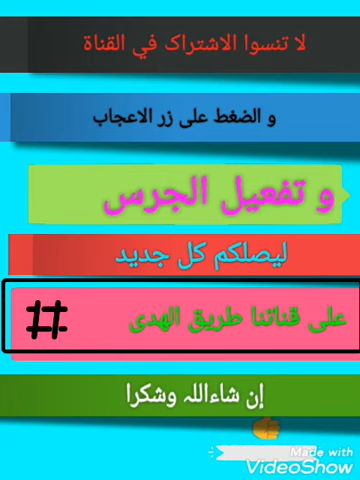 لا تنسوا الاشتراك في القناة
و الضغط على زر الاعجاب
و تفعيل الجرس
ليصلكم كل جديد
على قناتنا طريق الهدى #
إن شاءالله وشكرا
Made with
VideoShow